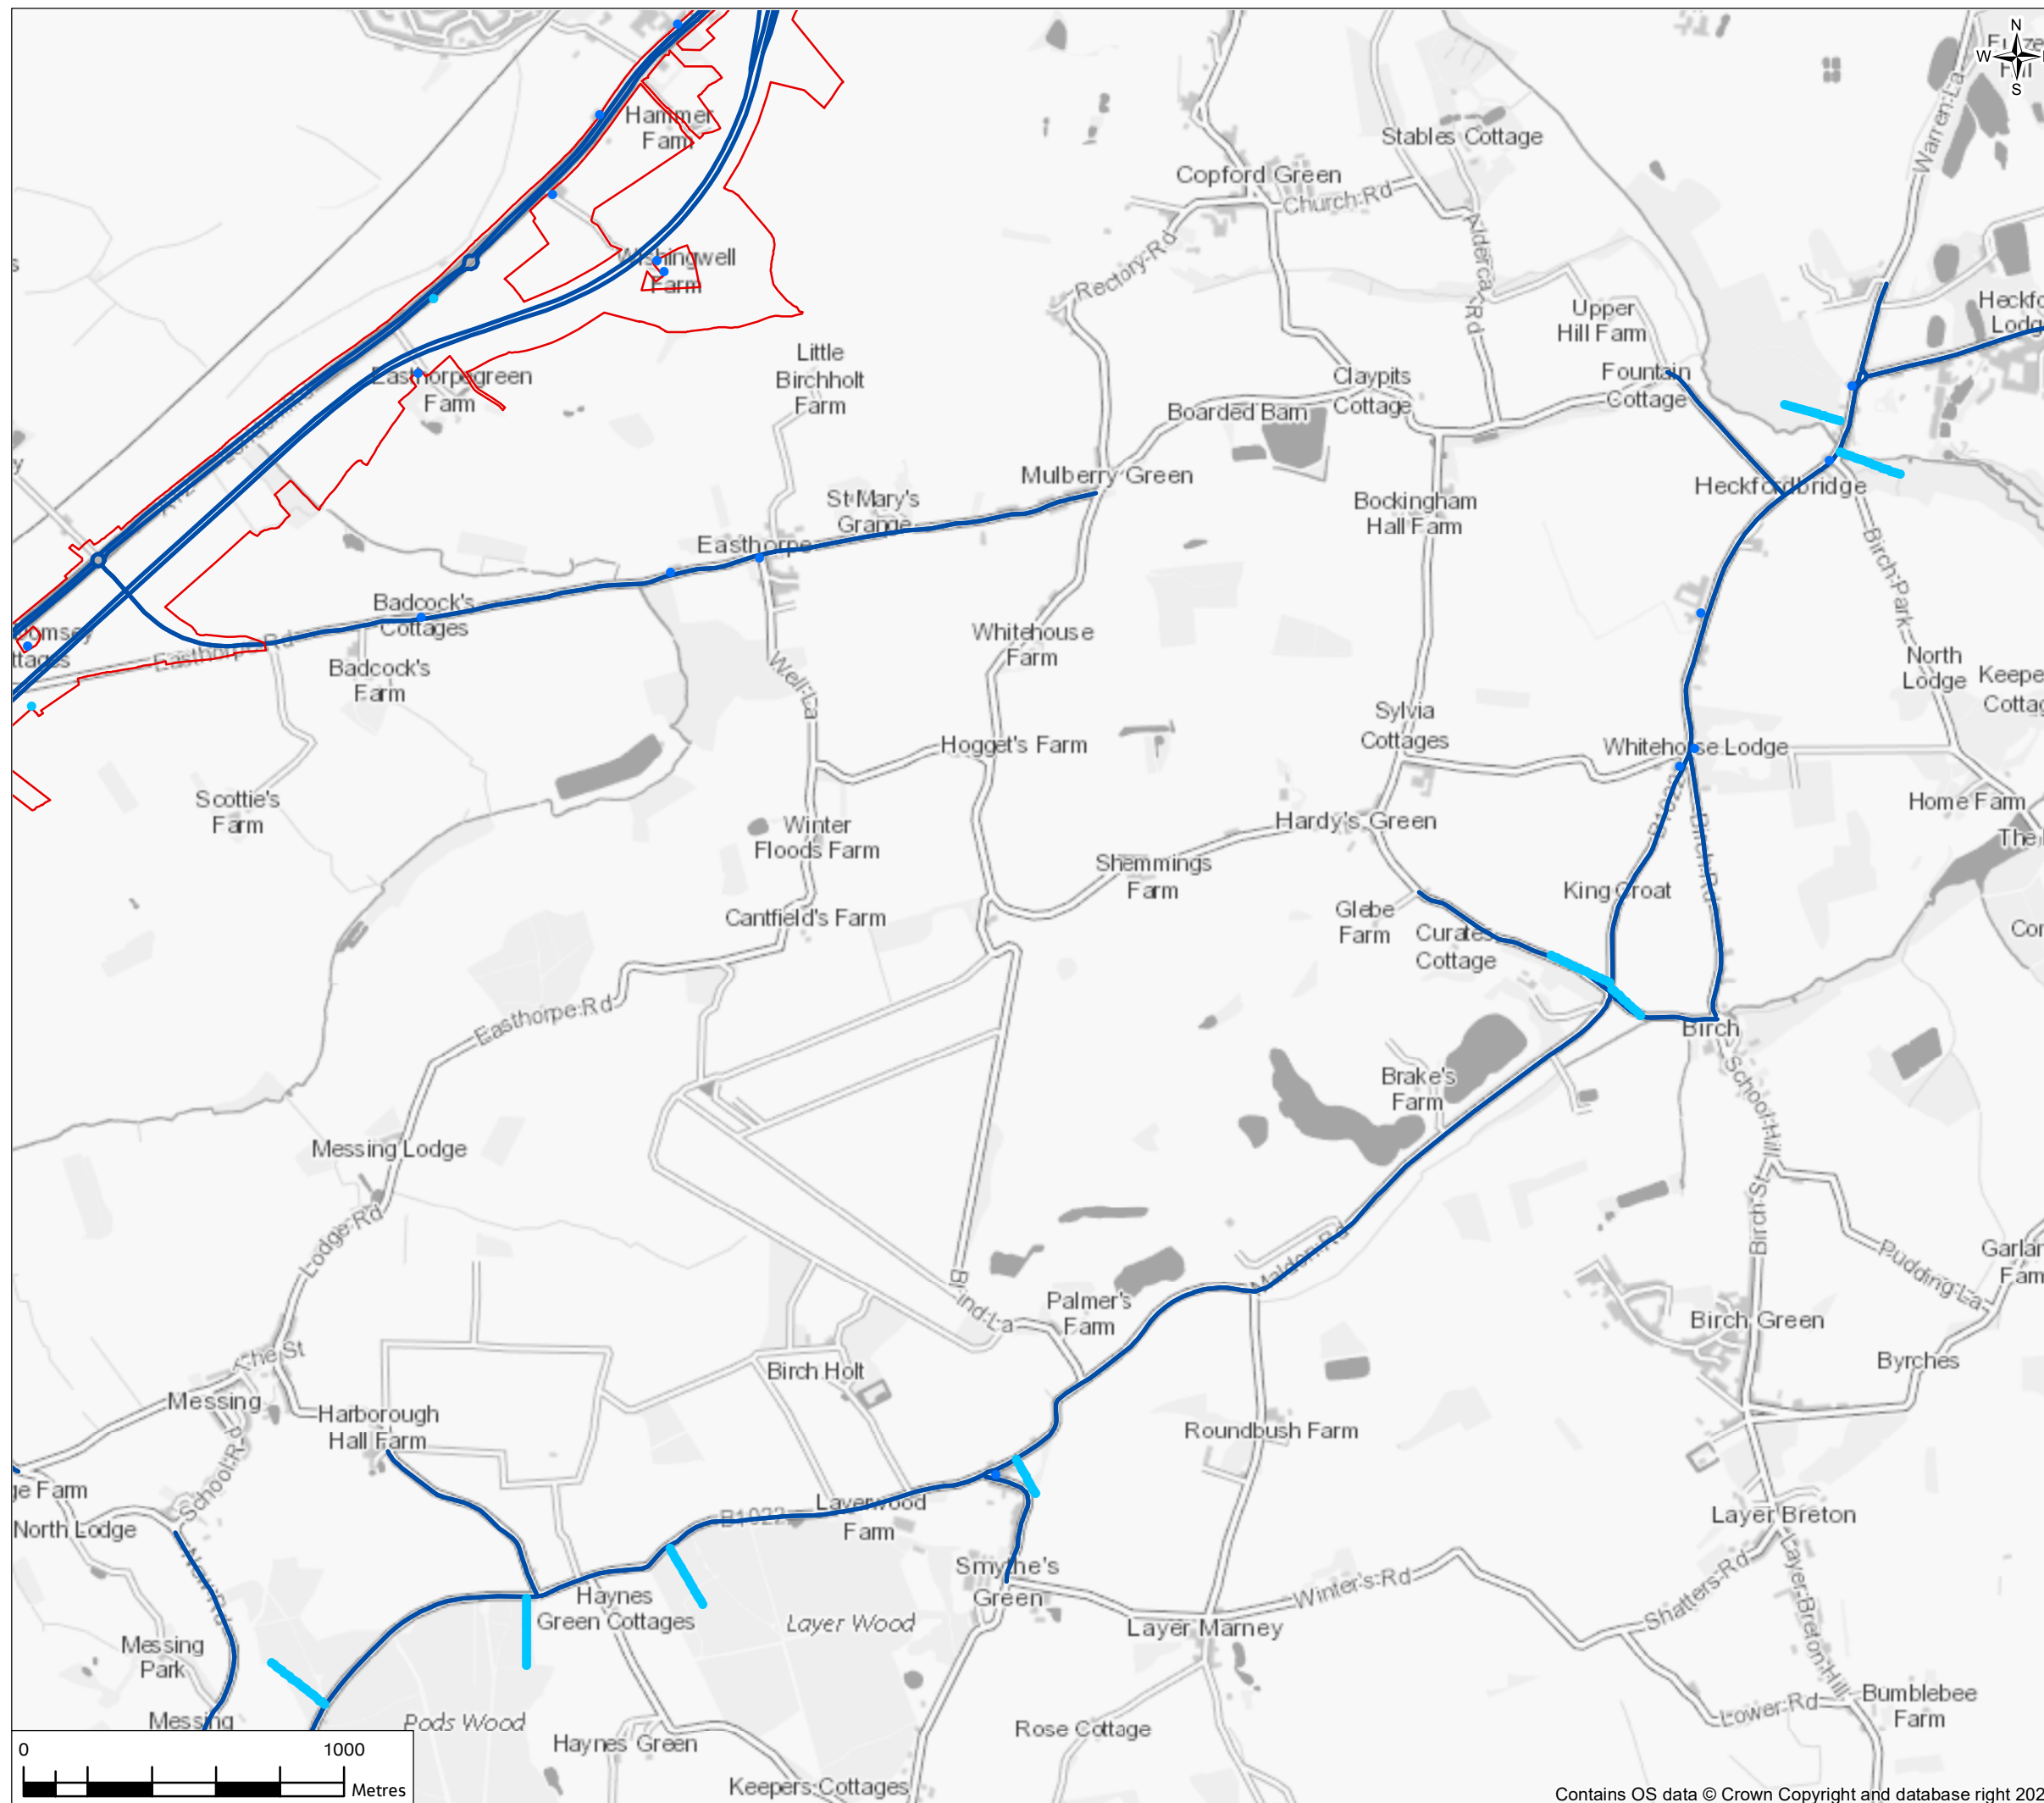 N
W
S
Hammer
Farm
Stables Cottage
Warren La
Copford Green
Church Rd
Wishingwell
Farm
Rectory Rd
Upper
Hill Farm
Little
Birchholt
Farm
Easthorpegreen
Farm
Claypits
Cottage
Fountain
Cottage
Boarded Barn
Mulberry Green
St Mary's
Grange
Bockingham
Hall Farm
Heckfordbridge
Easthorpe
Birch Park
Badcock's
Cottages
Easthorpe Rd
Badcock's
Farm
Whitehouse
Farm
North
Lodge
Well La
Sylvia
Cottages
Hogget's Farm
Whitehouse Lodge
Scottie's
Farm
Home Farm
Winter
Floods Farm
Hardy's Green
B1022
Birch Rd
Shemmings
Farm
King Croat
Cantfield's Farm
Glebe
Farm
Curates
Cottage
Easthorpe Rd
Birch
Brake's
Farm
School Hill
Messing Lodge
Birch St
Lodge Rd
Maldon Rd
Pudding La
Blind La
Palmer's
Farm
Birch Green
The St
Birch Holt
Byrches
Messing
Harborough
Hall Farm
Roundbush Farm
School Rd
ge Farm
North Lodge
B1022
Layerwood
Farm
Layer Breton
New Rd
Smythe's
Green
Haynes
Green Cottages
Winter's Rd
Shatters Rd
Layer Breton Hill
Layer Wood
Layer Marney
Messing
Park
Messing
Pods Wood
Haynes Green
Rose Cottage
Lower Rd
Bumblebee
Farm
Keepers Cottages
0 1000
Metres
Contains OS data © Crown Copyright and database right 202